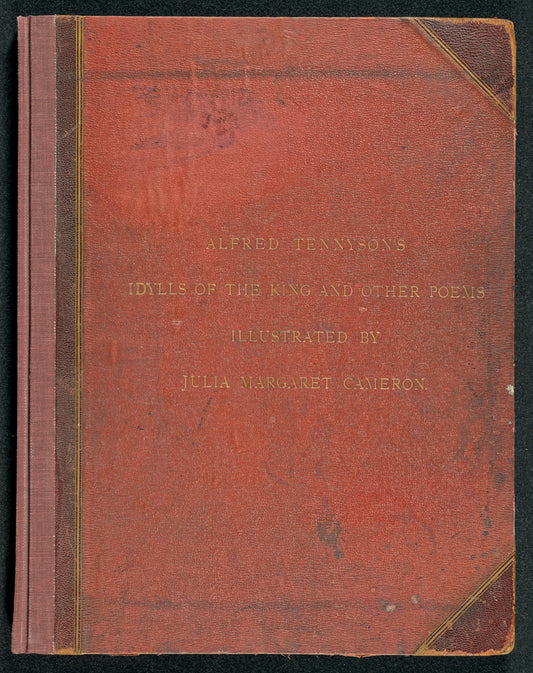 ALFRED TENNYSON'S
IDYLLS OF THE KING AND OTHER POEMS
ILLUSTRATED BY
JULIA MARGARET CAMERON.